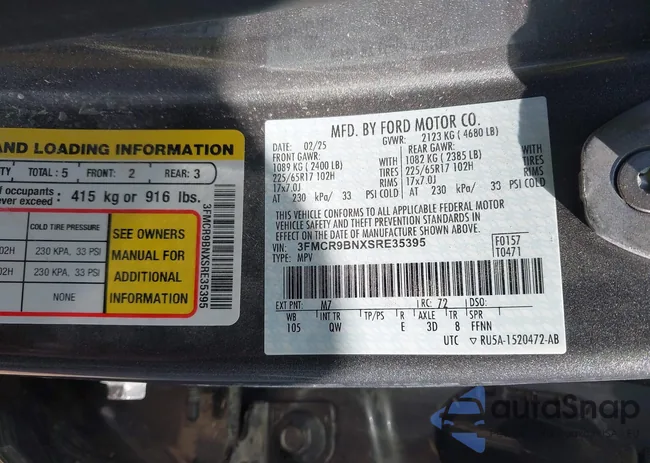 AND LOADING INFORMATION
TOTAL: 5 FRONT: 2 REAR: 3
occupants
ever exceed: 415 kg or 916 lbs.
COLD TIRE PRESSURE
02H 230 KPA, 33 PSI
02H 230 KPA, 33 PSI
NONE
SEE OWNERS
MANUAL FOR
ADDITIONAL
INFORMATION
3FMCR9BNXSRE35395
MFD. BY FORD MOTOR CO.
DATE: 02/25 GVWR: 2123 KG ( 4680 LB)
FRONT GAWR: REAR GAWR:
1089 KG ( 2400 LB) WITH 1082 KG ( 2385 LB) WITH
225/65R17 102H TIRES 225/65R17 102H TIRES
17x7.0J RIMS 17x7.0J RIMS
AT 230 kPa/ 33 PSI COLD AT 230 kPa/ 33 PSI COLD
THIS VEHICLE CONFORMS TO ALL APPLICABLE FEDERAL MOTOR
VEHICLE SAFETY AND THEFT PREVENTION STANDARDS IN
EFFECT ON THE DATE OF MANUFACTURE SHOWN ABOVE.
VIN: 3FMCR9BNXSRE35395 F0157
TYPE: MPV T0471
EXT PNT: M7 RC: 72 DSO:
WB INT TR TP/PS R AXLE TR SPR
105 QW E 3D 8 FFNN
UTC ▽ RU5A-1520472-AB
autoSnap
BY CARFAST